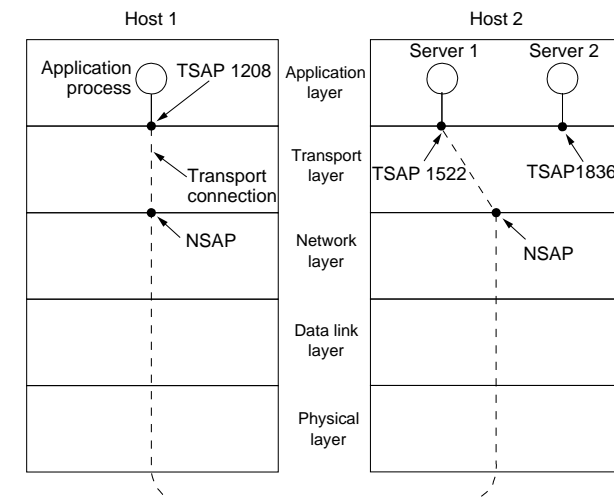 Host 1
Host 2
Application
process
TSAP 1208
Application
layer
Server 1
Server 2
Transport
connection
Transport
layer
TSAP 1522
TSAP1836
NSAP
Network
layer
NSAP
Data link
layer
Physical
layer